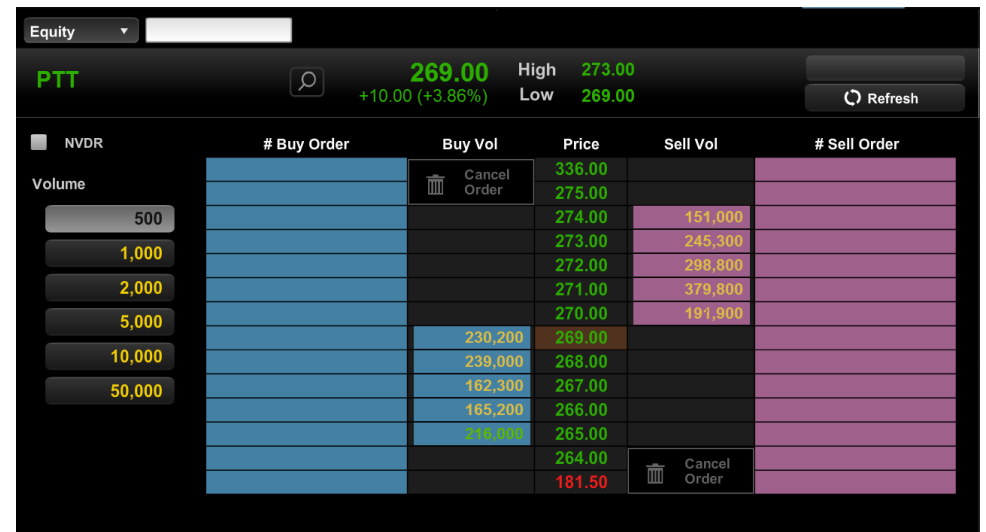 Equity
PTT 269.00 High 273.00
+10.00 (+3.86%) Low 269.00
Refresh
NVDR
Volume
500
1,000
2,000
5,000
10,000
50,000
# Buy Order Buy Vol Price Sell Vol # Sell Order
Cancel Order 336.00
275.00
274.00 151,000
273.00 245,300
272.00 298,800
271.00 379,800
270.00 191,900
230,200 269.00
239,000 268.00
162,300 267.00
165,200 266.00
216,000 265.00
264.00 Cancel Order
181.50